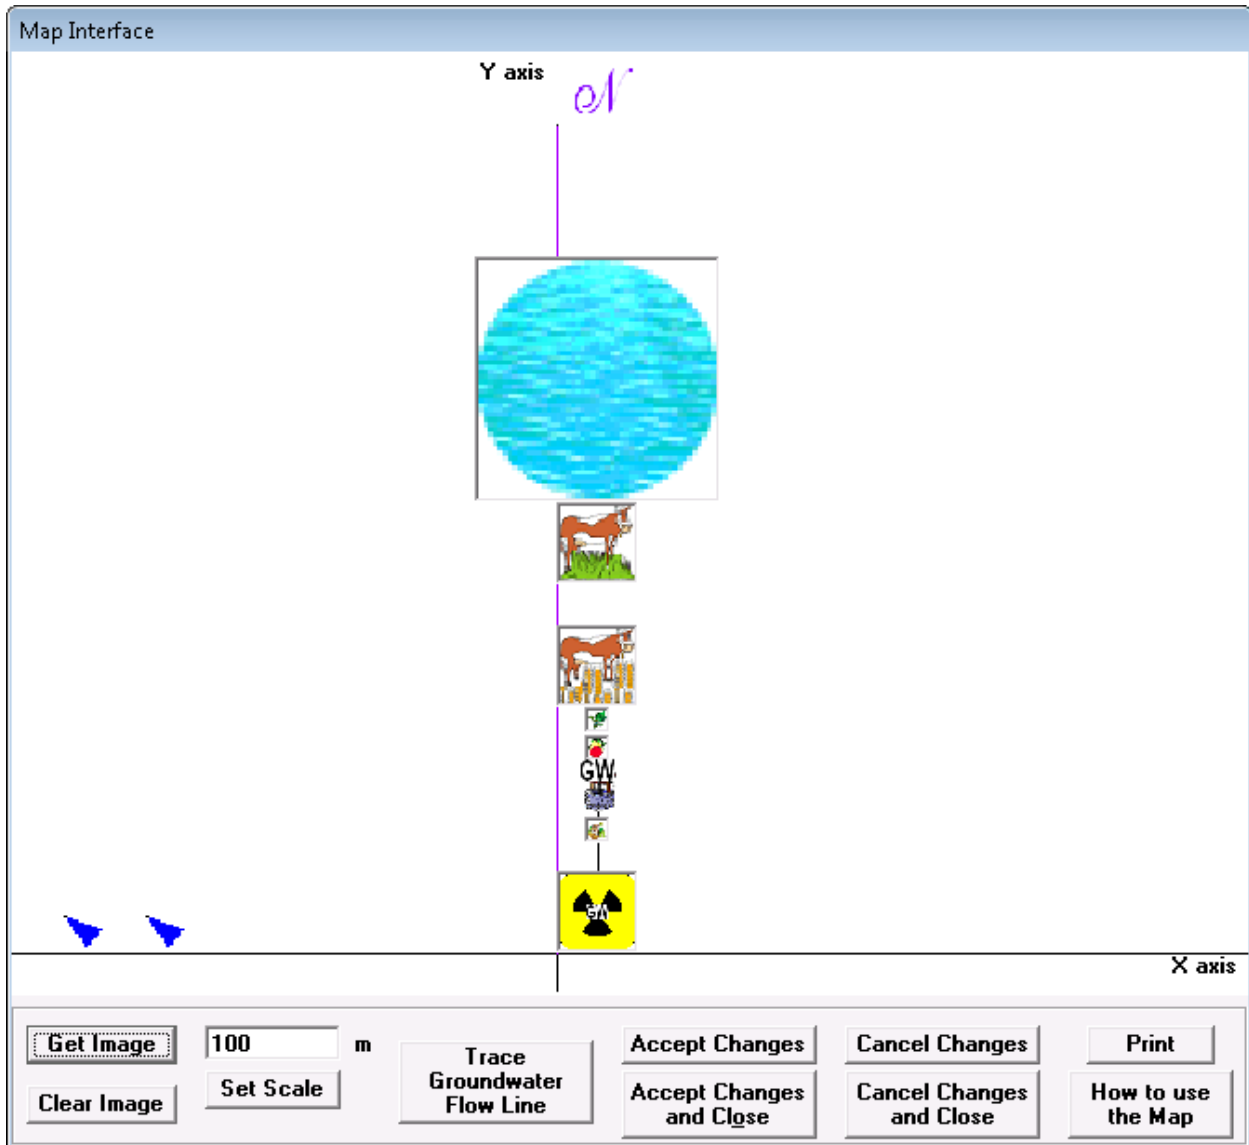 Map Interface
Y axis
N
GW
GW
X axis
Get Image
100
m
Set Scale
Clear Image
Trace
Groundwater
Flow Line
Accept Changes
Accept Changes
and Close
Cancel Changes
Cancel Changes
and Close
Print
How to use
the Map